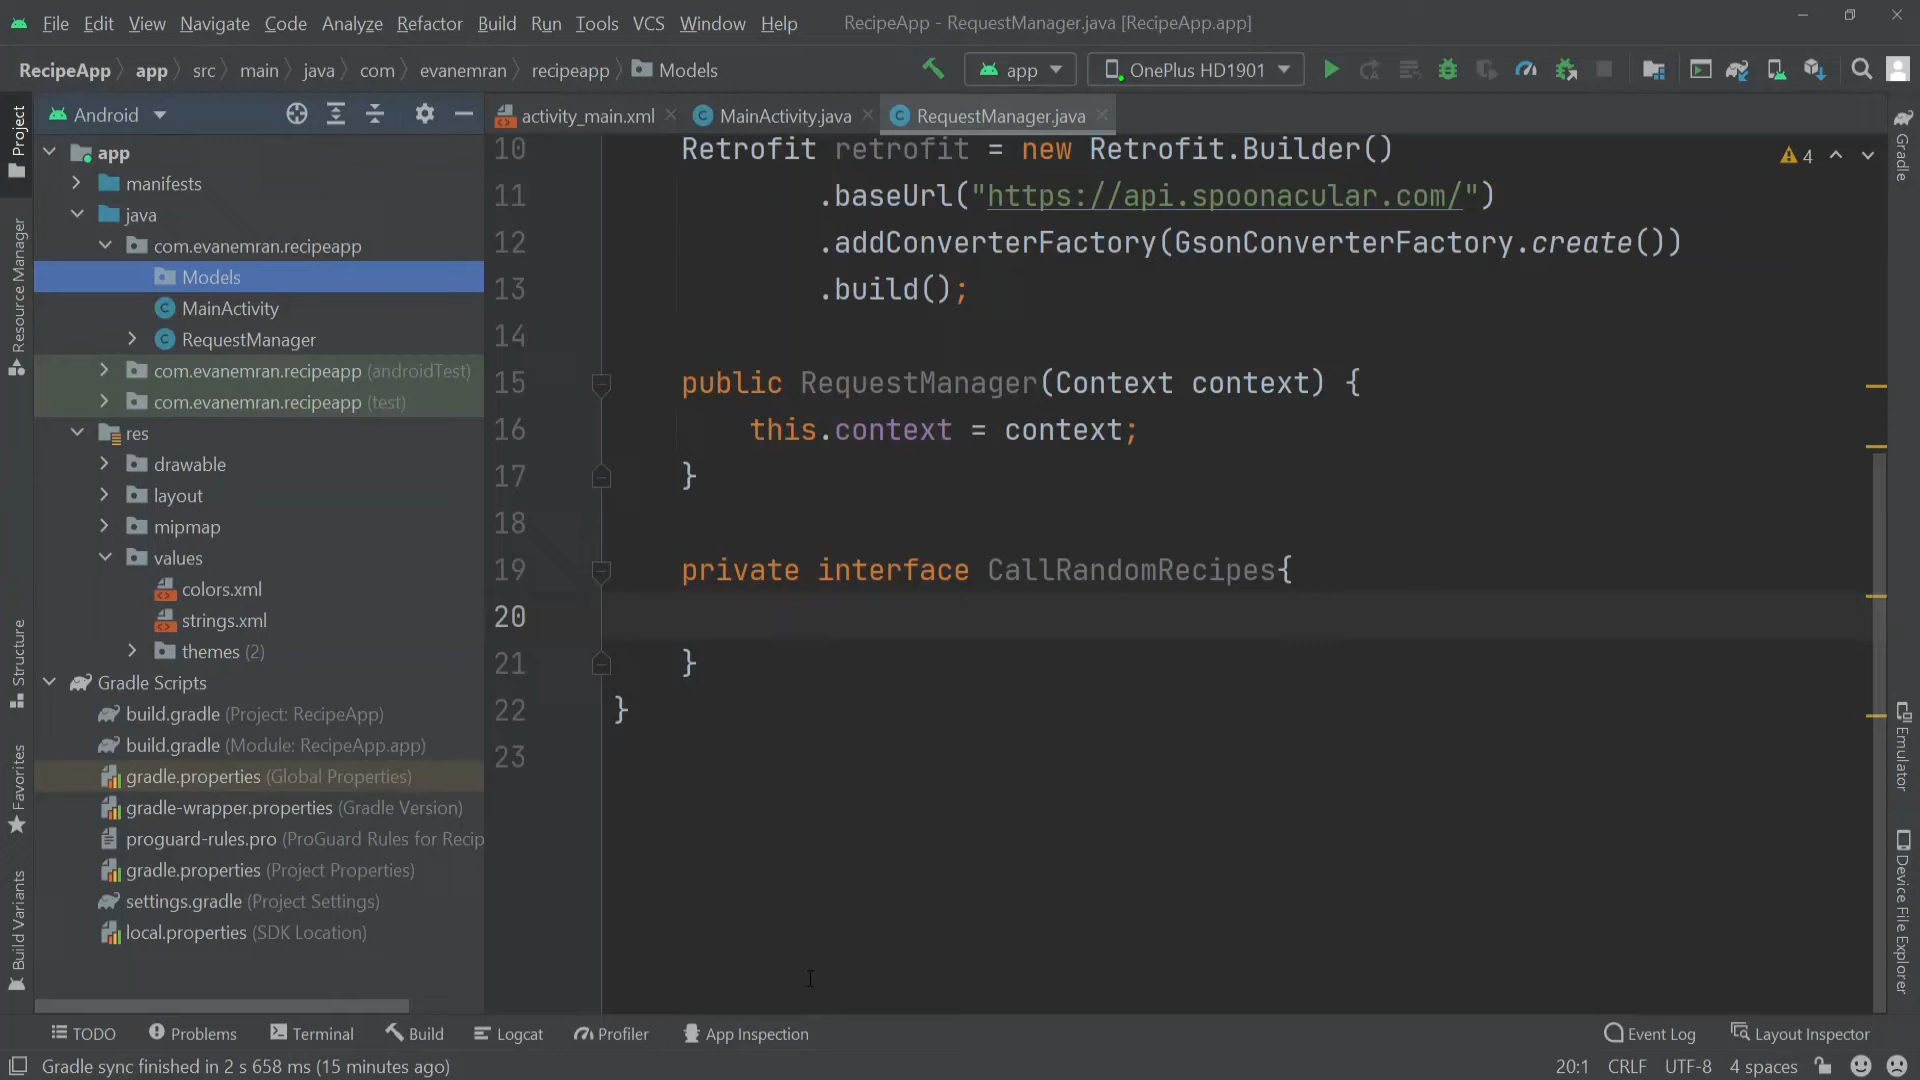 File Edit View Navigate Code Analyze Refactor Build Run Tools VCS Window Help RecipeApp - RequestManager.java [RecipeApp.app]
RecipeApp app src main java com evanemran recipeapp Models app OnePlus HD1901
Project
Android
activity_main.xml
MainActivity.java
RequestManager.java
Gradle
app
manifests
java
com.evanemran.recipeapp
Models
MainActivity
RequestManager
com.evanemran.recipeapp (androidTest)
com.evanemran.recipeapp (test)
res
drawable
layout
mipmap
values
colors.xml
strings.xml
themes (2)
Gradle Scripts
build.gradle (Project: RecipeApp)
build.gradle (Module: RecipeApp.app)
gradle.properties (Global Properties)
gradle-wrapper.properties (Gradle Version)
proguard-rules.pro (ProGuard Rules for Recip
gradle.properties (Project Properties)
settings.gradle (Project Settings)
local.properties (SDK Location)
Resource Manager
Structure
Favorites
Build Variants
10 Retrofit retrofit = new Retrofit.Builder()
11 .baseUrl("https://api.spoonacular.com/")
12 .addConverterFactory(GsonConverterFactory.create())
13 .build();
14
15 public RequestManager(Context context) {
16 this.context = context;
17 }
18
19 private interface CallRandomRecipes{
20
21 }
22 }
23
4
Emulator
Device File Explorer
TODO Problems Terminal Build Logcat Profiler App Inspection Event Log Layout Inspector
Gradle sync finished in 2 s 658 ms (15 minutes ago) 20:1 CRLF UTF-8 4 spaces